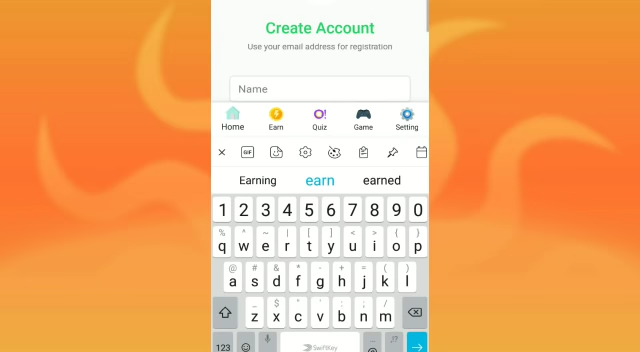 Create Account
Use your email address for registration
Name
Home Earn O! Quiz Game Setting
GIF
Earning earn earned
1 2 3 4 5 6 7 8 9 0
% ^ ~ | [ ] < > { }
q w e r t y u i o p
@ # & * - + = ( )
a s d f g h j k l
_ $ " ' : ; /
z x c v b n m
123 SwiftKey